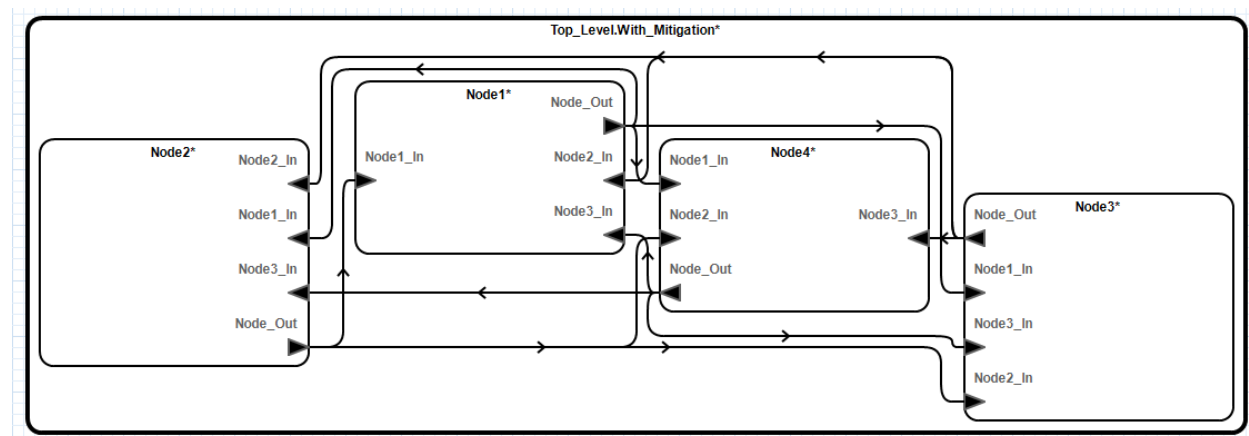 Top_Level.With_Mitigation*
Node1*
Node_Out
Node1_In
Node2_In
Node3_In
Node2*
Node2_In
Node1_In
Node3_In
Node_Out
Node4*
Node1_In
Node2_In
Node3_In
Node_Out
Node3*
Node_Out
Node1_In
Node3_In
Node2_In